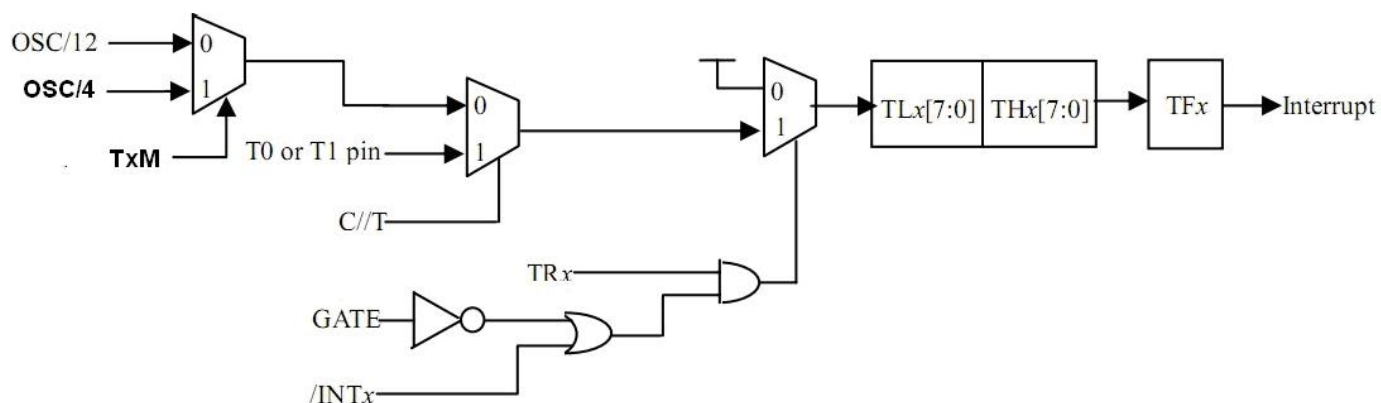 OSC/12
0
OSC/4
1
TxM
0
T0 or T1 pin
1
C//T
0
1
TLx[7:0]
THx[7:0]
TFx
Interrupt
TRx
GATE
/INTx